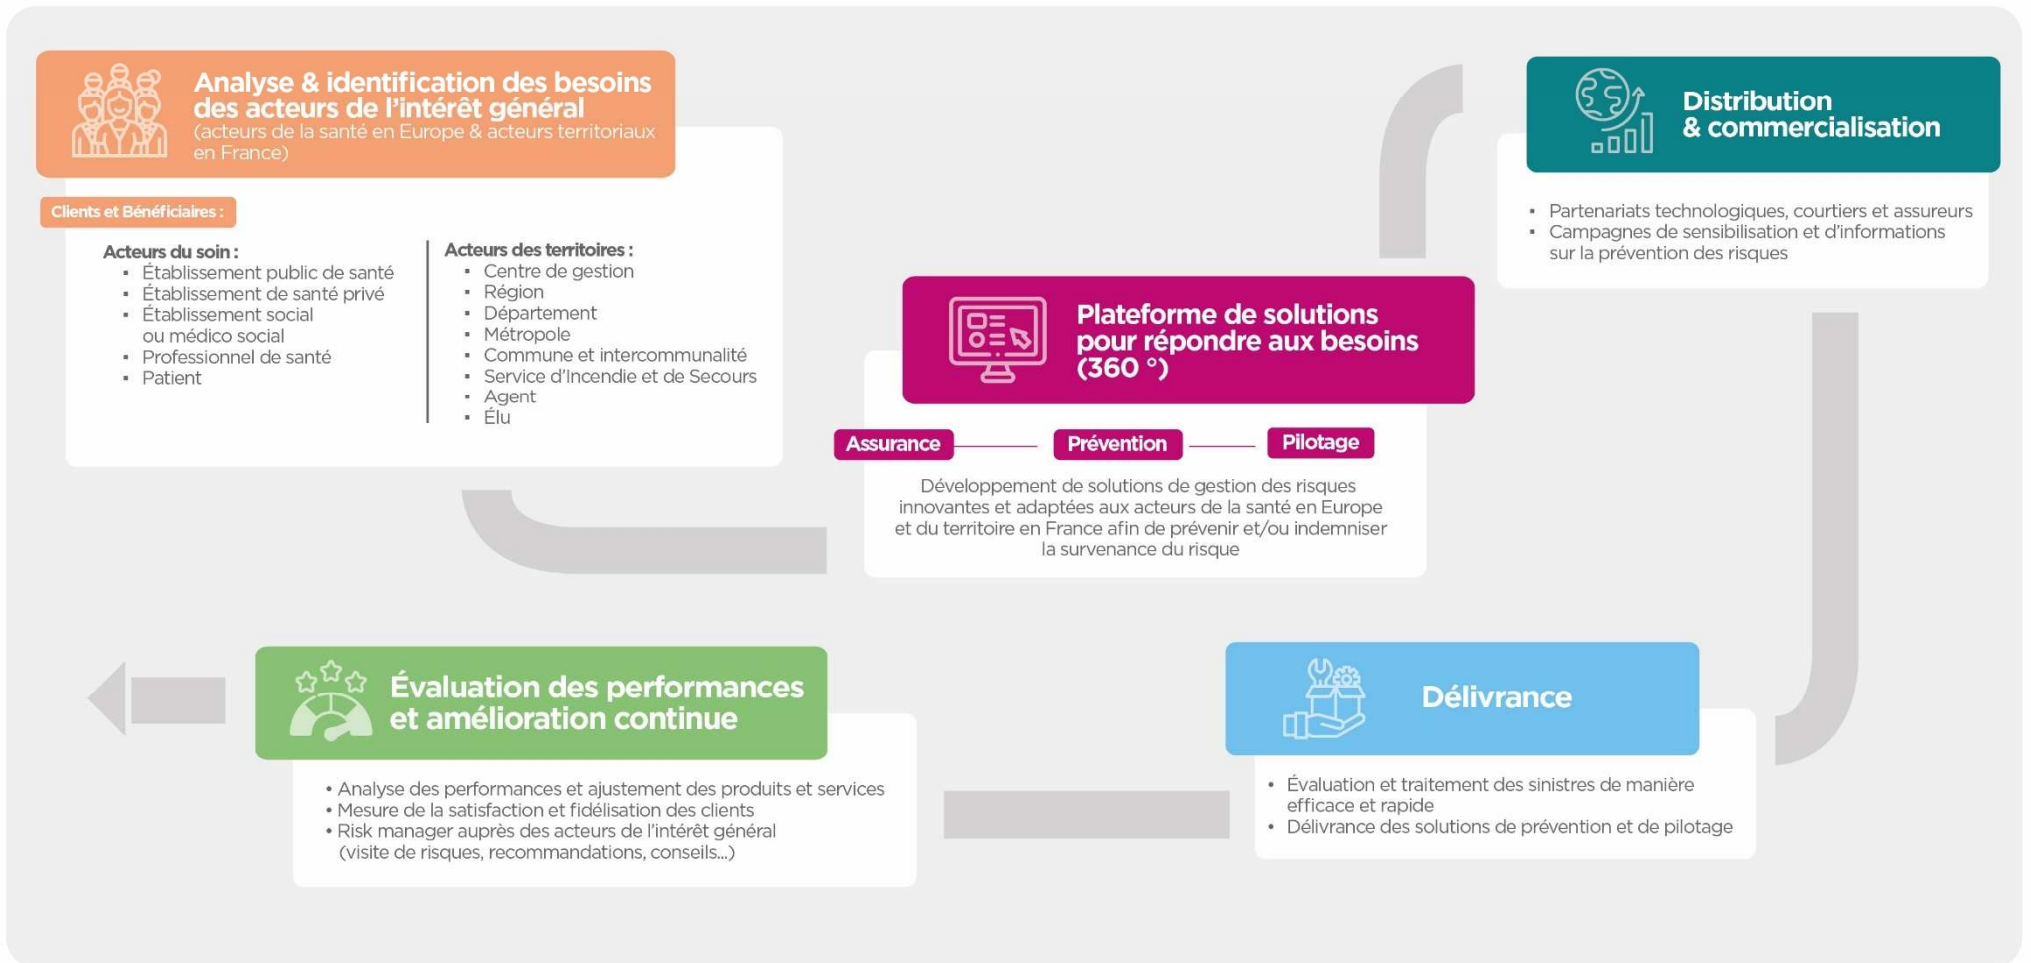 Analyse & identification des besoins
des acteurs de l'intérêt général
(acteurs de la santé en Europe & acteurs territoriaux
en France)
Clients et Bénéficiaires :
Acteurs du soin :
▪ Établissement public de santé
▪ Établissement de santé privé
▪ Établissement social
ou médico social
▪ Professionnel de santé
▪ Patient
Acteurs des territoires :
▪ Centre de gestion
▪ Région
▪ Département
▪ Métropole
▪ Commune et intercommunalité
▪ Service d'Incendie et de Secours
▪ Agent
▪ Élu
Plateforme de solutions
pour répondre aux besoins
(360 °)
Assurance
Prévention
Pilotage
Développement de solutions de gestion des risques
innovantes et adaptées aux acteurs de la santé en Europe
et du territoire en France afin de prévenir et/ou indemniser
la survenance du risque
Distribution
& commercialisation
▪ Partenariats technologiques, courtiers et assureurs
▪ Campagnes de sensibilisation et d'informations
sur la prévention des risques
Délivrance
• Évaluation et traitement des sinistres de manière
efficace et rapide
• Délivrance des solutions de prévention et de pilotage
Évaluation des performances
et amélioration continue
• Analyse des performances et ajustement des produits et services
• Mesure de la satisfaction et fidélisation des clients
• Risk manager auprès des acteurs de l'intérêt général
(visite de risques, recommandations, conseils...)